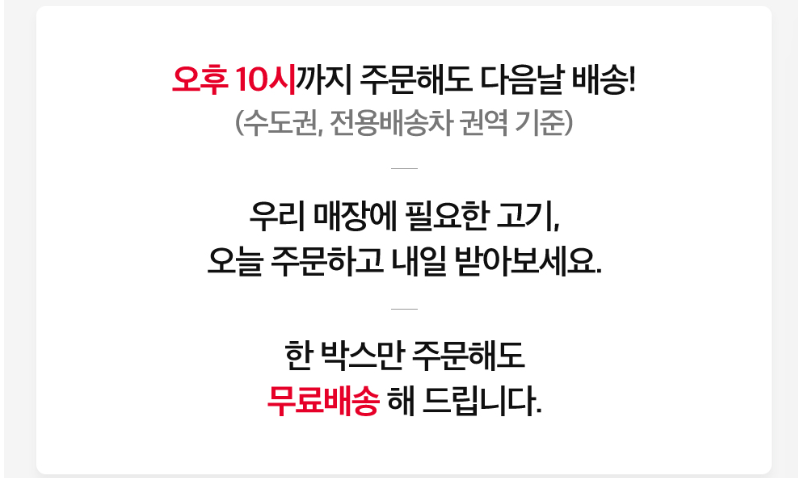 오후 10시까지 주문해도 다음날 배송!
(수도권, 전용배송차 권역 기준)
우리 매장에 필요한 고기,
오늘 주문하고 내일 받아보세요.
한 박스만 주문해도
무료배송 해 드립니다.